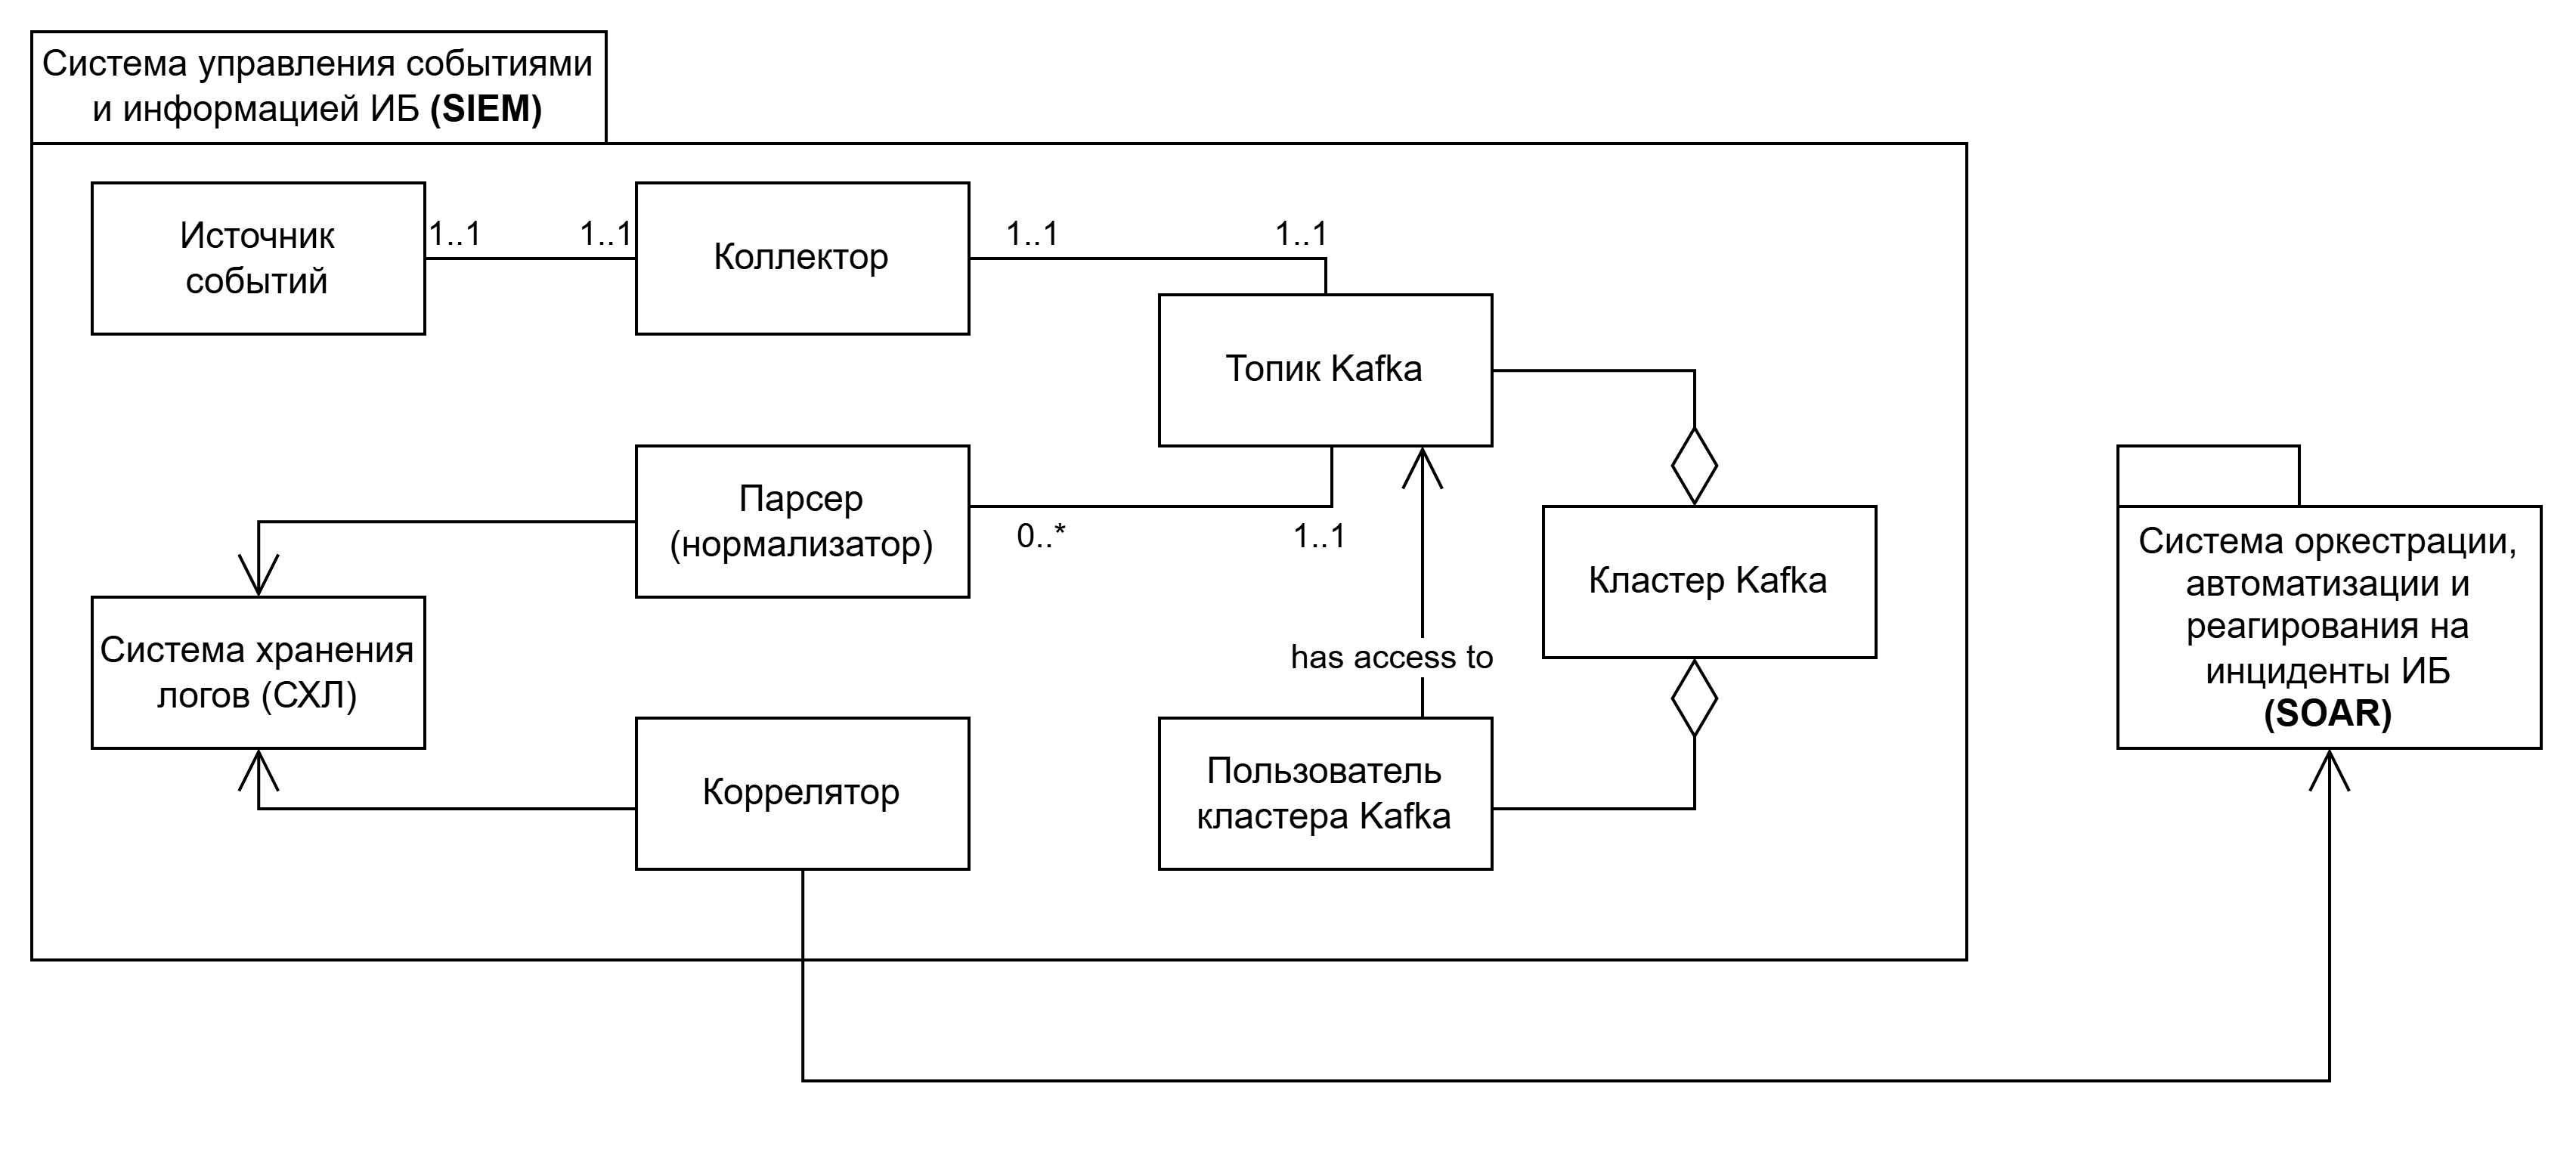 Система управления событиями
и информацией ИБ (SIEM)
Источник
событий
1..1
1..1
Коллектор
1..1
1..1
Топик Kafka
Парсер
(нормализатор)
0..*
1..1
Кластер Kafka
Система хранения
логов (СХЛ)
has access to
Коррелятор
Пользователь
кластера Kafka
Система оркестрации,
автоматизации и
реагирования на
инциденты ИБ
(SOAR)